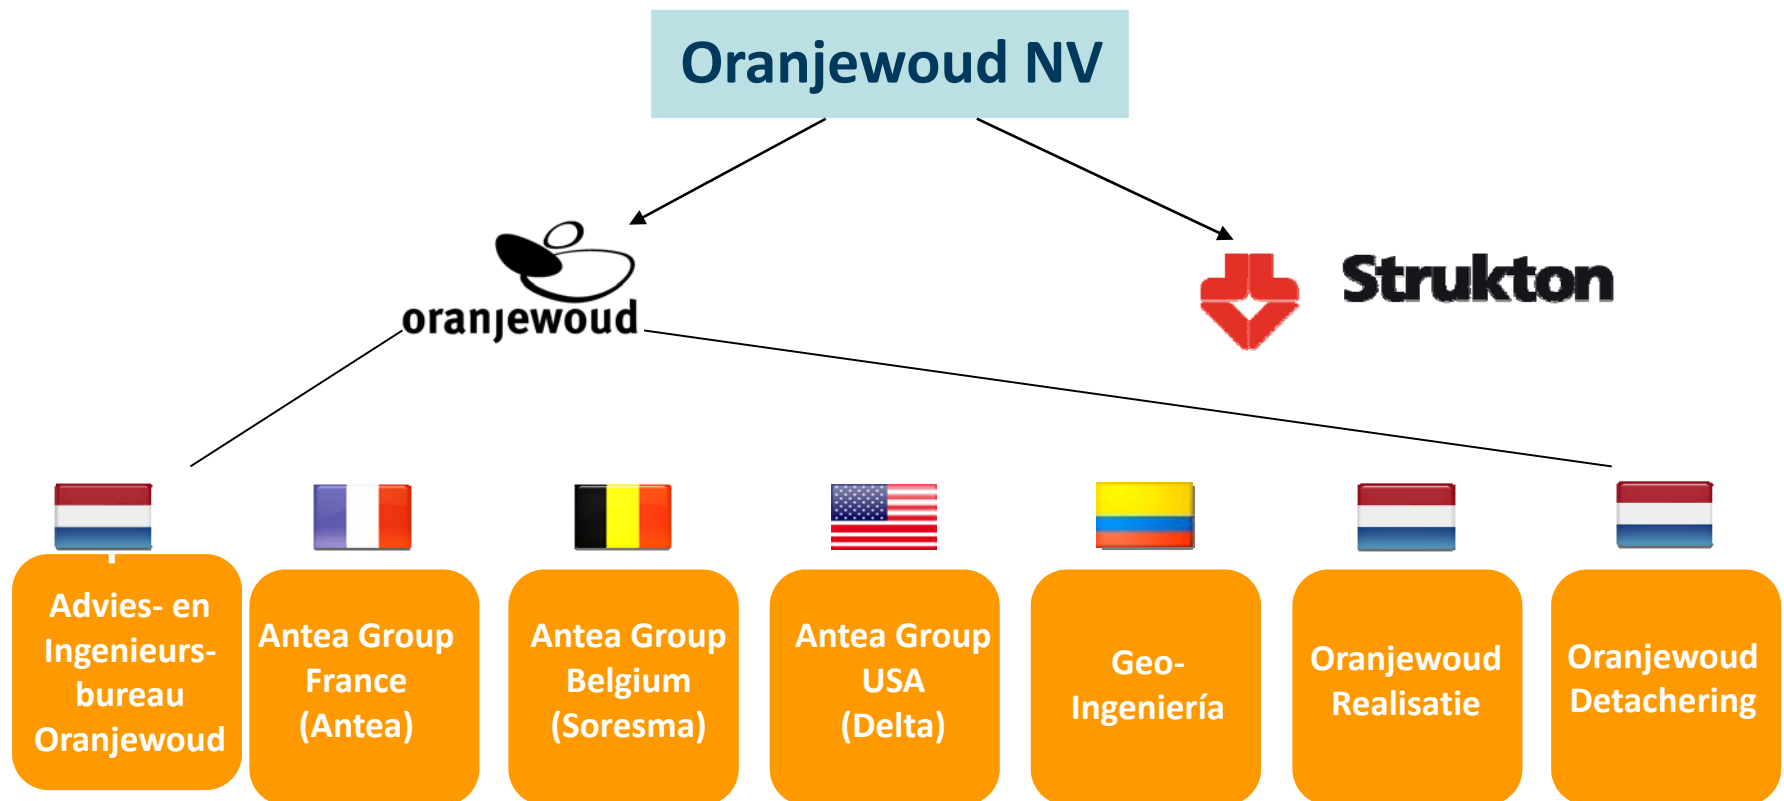 Oranjewoud NV
oranjewoud
Strukton
Advies- en
Ingenieurs-
bureau
Oranjewoud
Antea Group
France
(Antea)
Antea Group
Belgium
(Soresma)
Antea Group
USA
(Delta)
Geo-
Ingeniería
Oranjewoud
Realisatie
Oranjewoud
Detachering